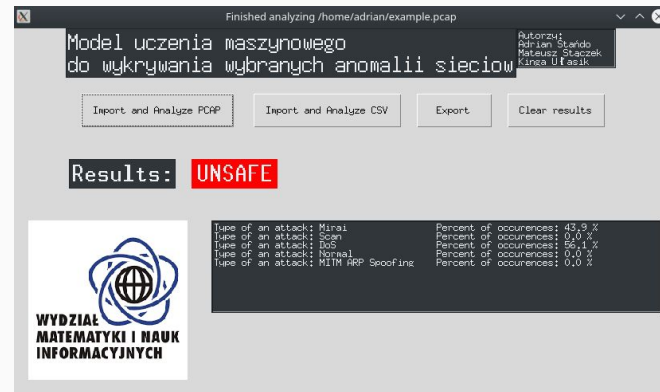 Finished analyzing /home/adrian/example.pcap
Model uczenia maszynowego
do wykrywania wybranych anomalii sieciow
Autorzy:
Adrian Stańdo
Mateusz Stączek
Kinga Ułasik
Import and Analyze PCAP
Import and Analyze CSV
Export
Clear results
Results: UNSAFE
Type of an attack: Mirai Percent of occurences: 43.9 %
Type of an attack: Scan Percent of occurences: 0.0 %
Type of an attack: DoS Percent of occurences: 56.1 %
Type of an attack: Normal Percent of occurences: 0.0 %
Type of an attack: MITM ARP Spoofing Percent of occurences: 0.0 %
WYDZIAŁ
MATEMATYKI I NAUK
INFORMACYJNYCH